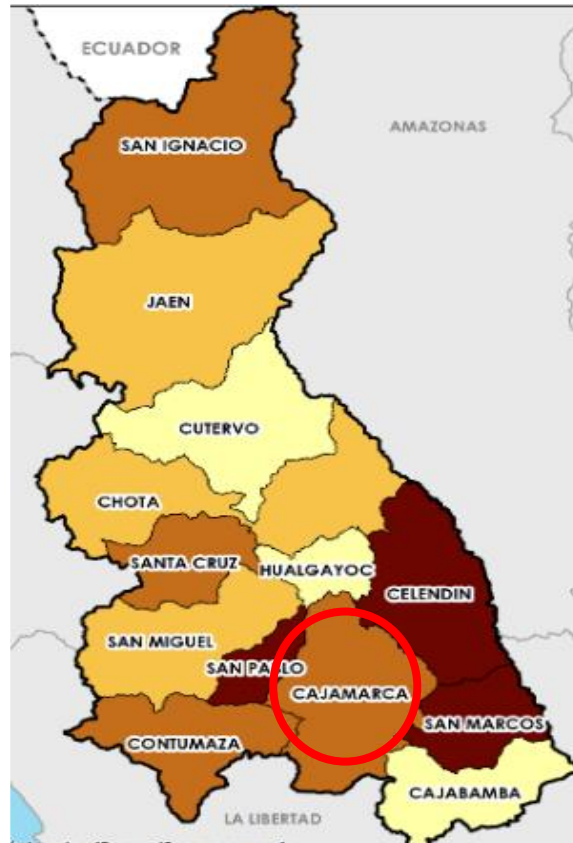 ECUADOR
AMAZONAS
SAN IGNACIO
JAEN
CUTERVO
CHOTA
SANTA CRUZ
HUALGAYOC
CELENDIN
SAN MIGUEL
SAN PABLO
CAJAMARCA
SAN MARCOS
CONTUMAZA
CAJABAMBA
LA LIBERTAD